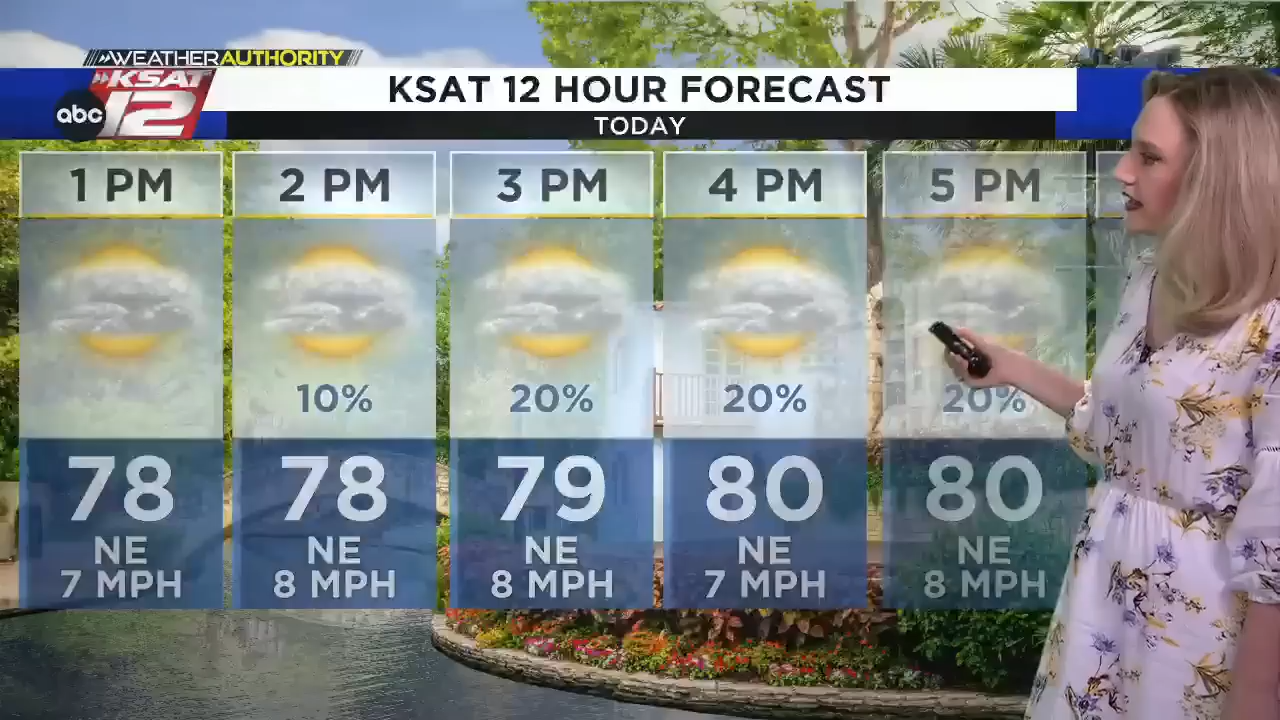 WEATHERAUTHORITY
KSAT
abc 12
KSAT 12 HOUR FORECAST
TODAY
1 PM
78
NE
7 MPH
2 PM
10%
78
NE
8 MPH
3 PM
20%
79
NE
8 MPH
4 PM
20%
80
NE
7 MPH
5 PM
20%
80
NE
8 MPH